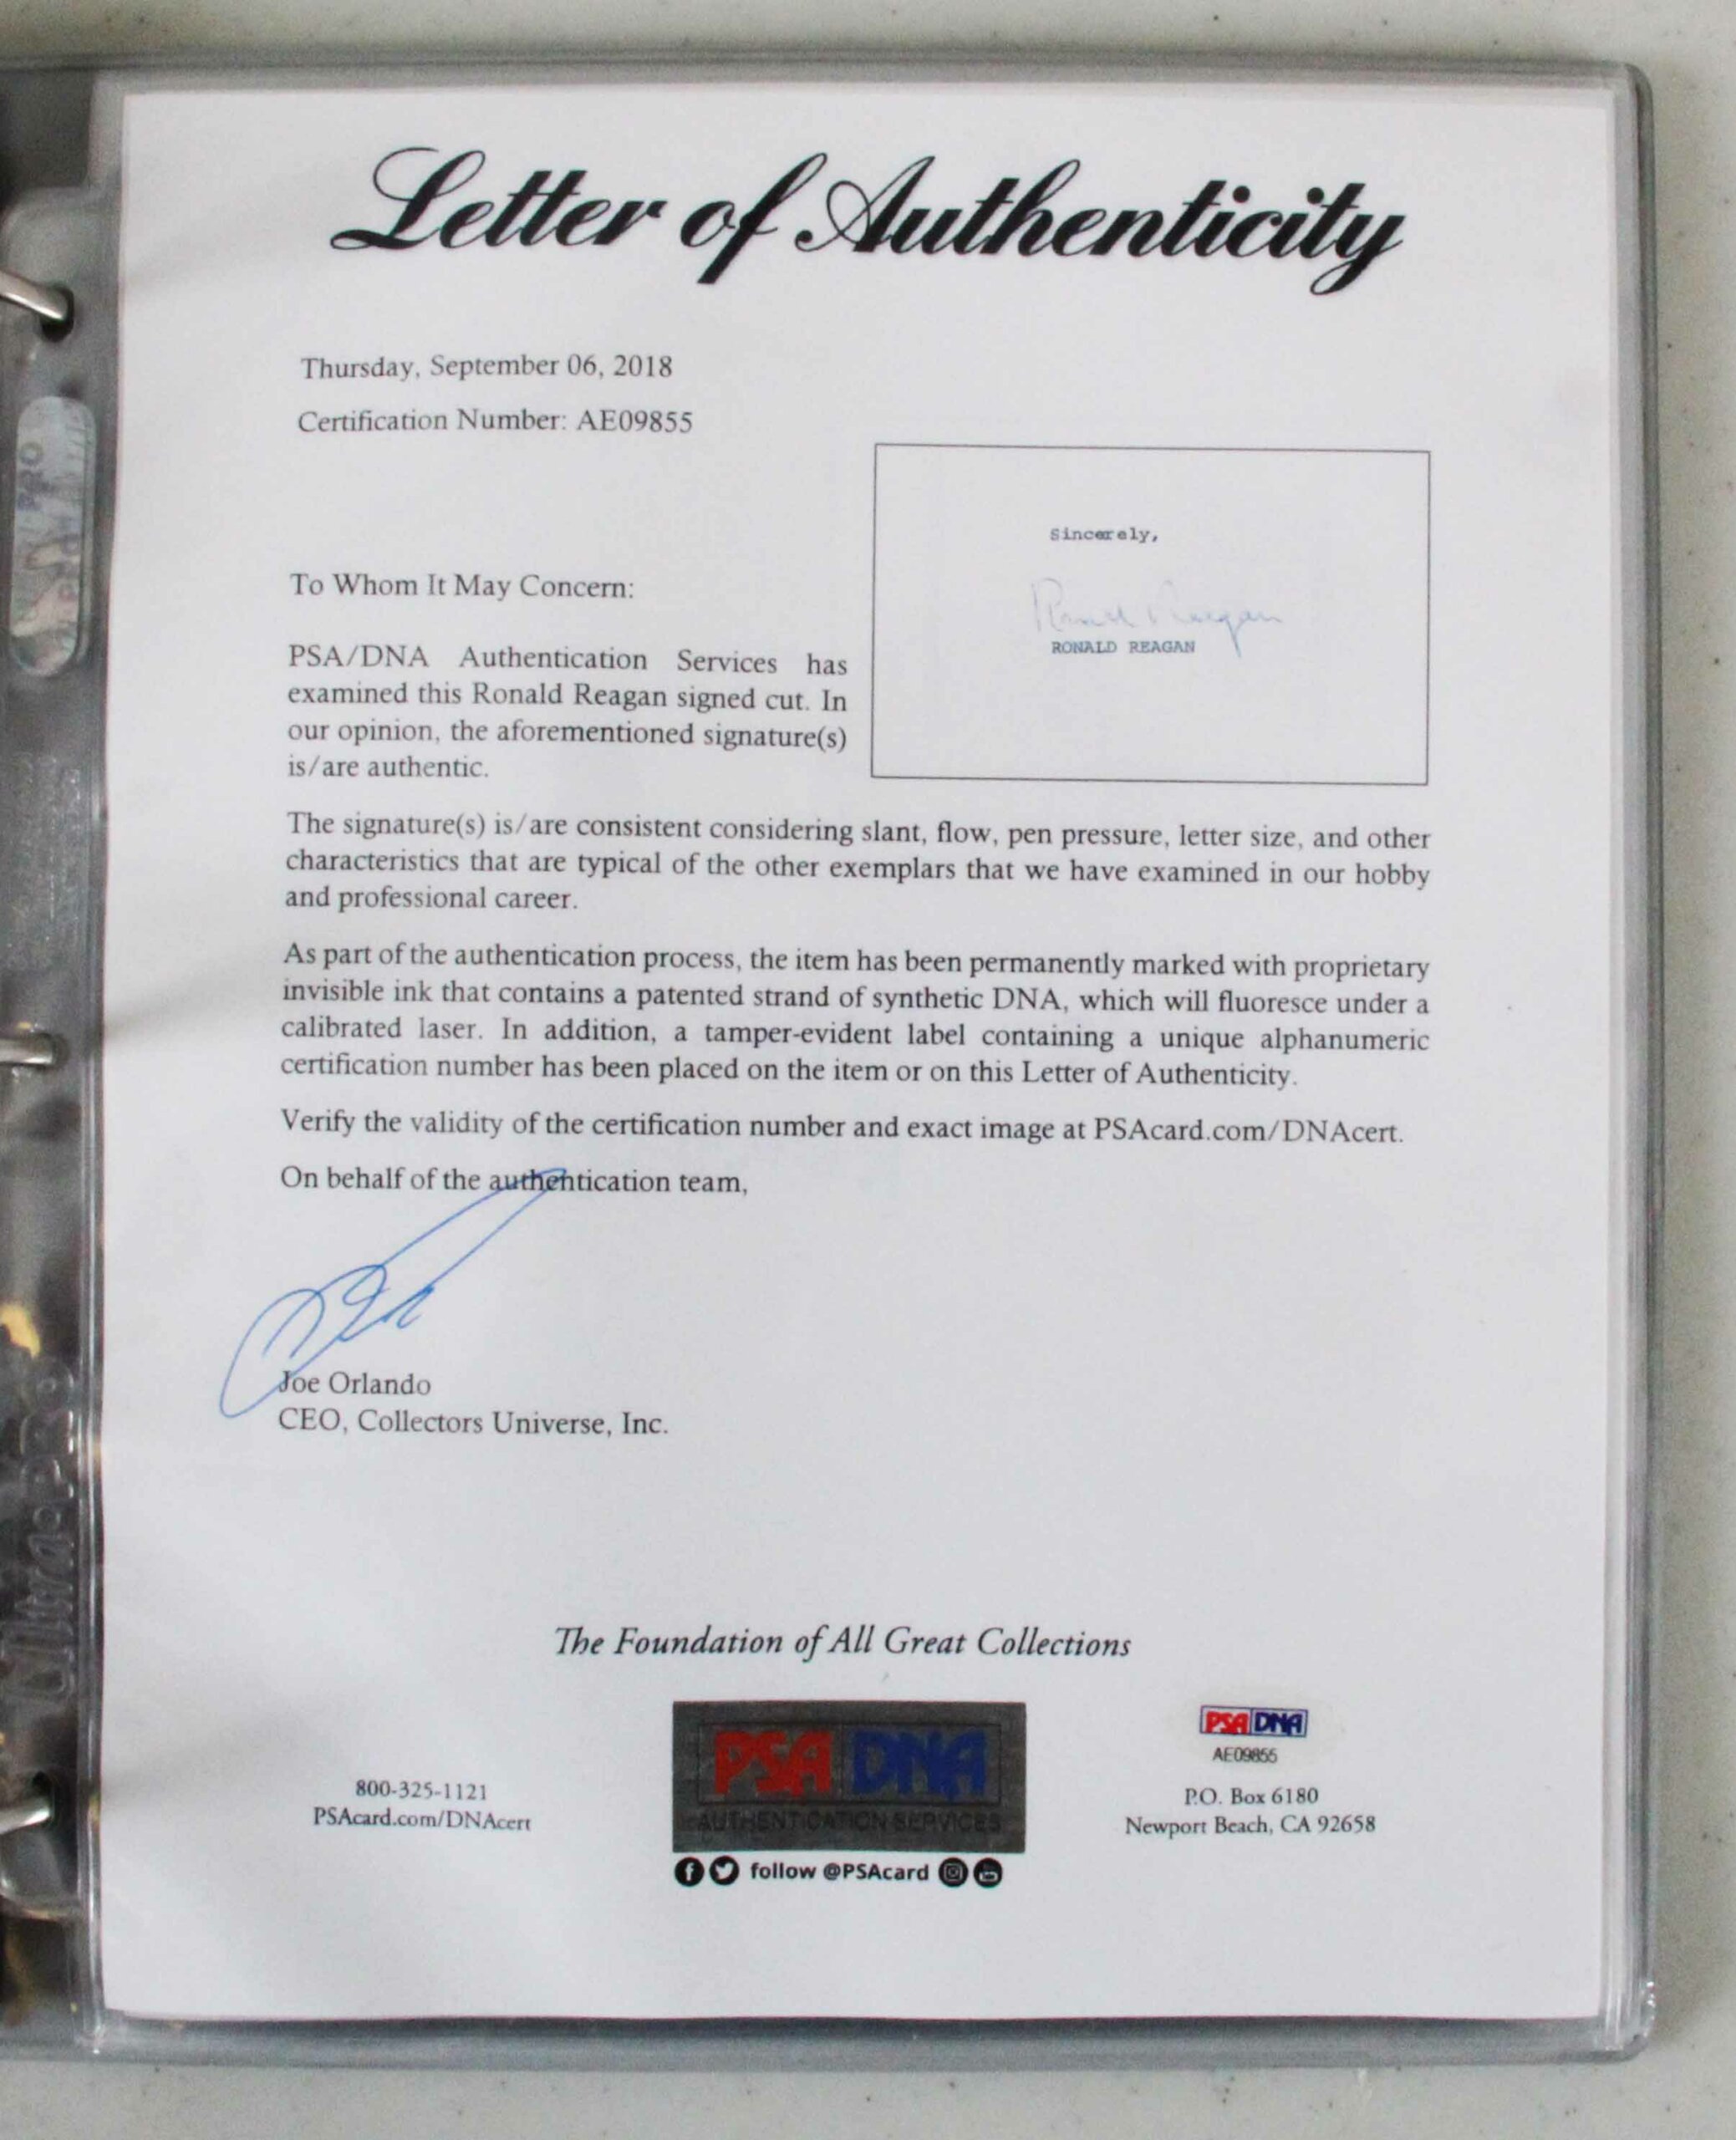 Letter of Authenticity
Thursday, September 06, 2018
Certification Number: AE09855
Sincerely,
Ronald Reagan
RONALD REAGAN
To Whom It May Concern:
PSA/DNA Authentication Services has
examined this Ronald Reagan signed cut. In
our opinion, the aforementioned signature(s)
is/are authentic.
The signature(s) is/are consistent considering slant, flow, pen pressure, letter size, and other
characteristics that are typical of the other exemplars that we have examined in our hobby
and professional career.
As part of the authentication process, the item has been permanently marked with proprietary
invisible ink that contains a patented strand of synthetic DNA, which will fluoresce under a
calibrated laser. In addition, a tamper-evident label containing a unique alphanumeric
certification number has been placed on the item or on this Letter of Authenticity.
Verify the validity of the certification number and exact image at PSAcard.com/DNAcert.
On behalf of the authentication team,
Joe Orlando
CEO, Collectors Universe, Inc.
The Foundation of All Great Collections
800-325-1121
PSAcard.com/DNAcert
PSA DNA
AUTHENTICATION SERVICES
follow @PSAcard
PSA DNA
AE09855
P.O. Box 6180
Newport Beach, CA 92658
Ultra•PRO